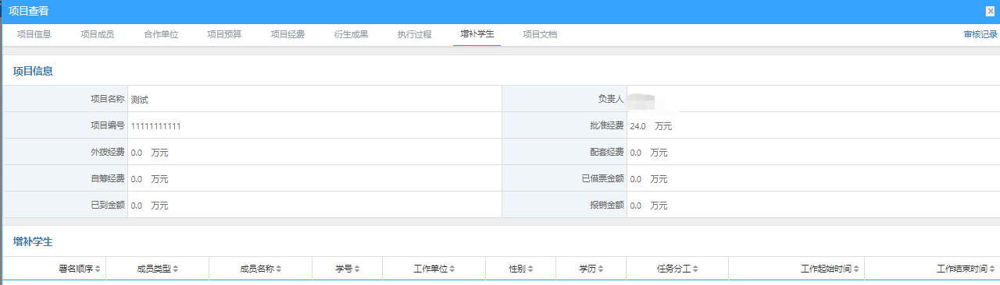 项目查看
项目信息 项目成员 合作单位 项目预算 项目经费 衍生成果 执行过程 增补学生 项目文档 审核记录
项目信息
项目名称 测试 负责人
项目编号 11111111111 批准经费 24.0 万元
外拨经费 0.0 万元 配套经费 0.0 万元
自筹经费 0.0 万元 已借票金额 0.0 万元
已到金额 0.0 万元 报销金额 0.0 万元
增补学生
署名顺序 成员类型 成员名称 学号 工作单位 性别 学历 任务分工 工作起始时间 工作结束时间